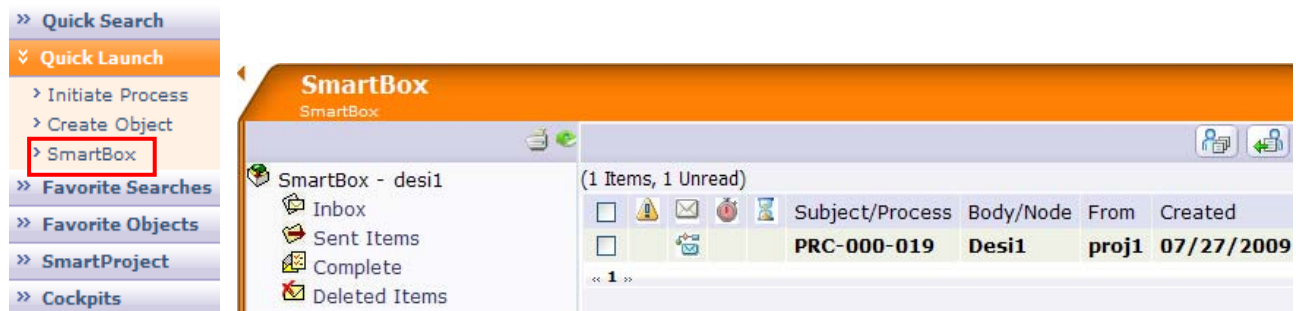 » Quick Search
Quick Launch
› Initiate Process
› Create Object
› SmartBox
» Favorite Searches
» Favorite Objects
» SmartProject
» Cockpits
SmartBox
SmartBox
SmartBox - desi1
Inbox
Sent Items
Complete
Deleted Items
(1 Items, 1 Unread)
Subject/Process Body/Node From Created
PRC-000-019 Desi1 proj1 07/27/2009
« 1 »